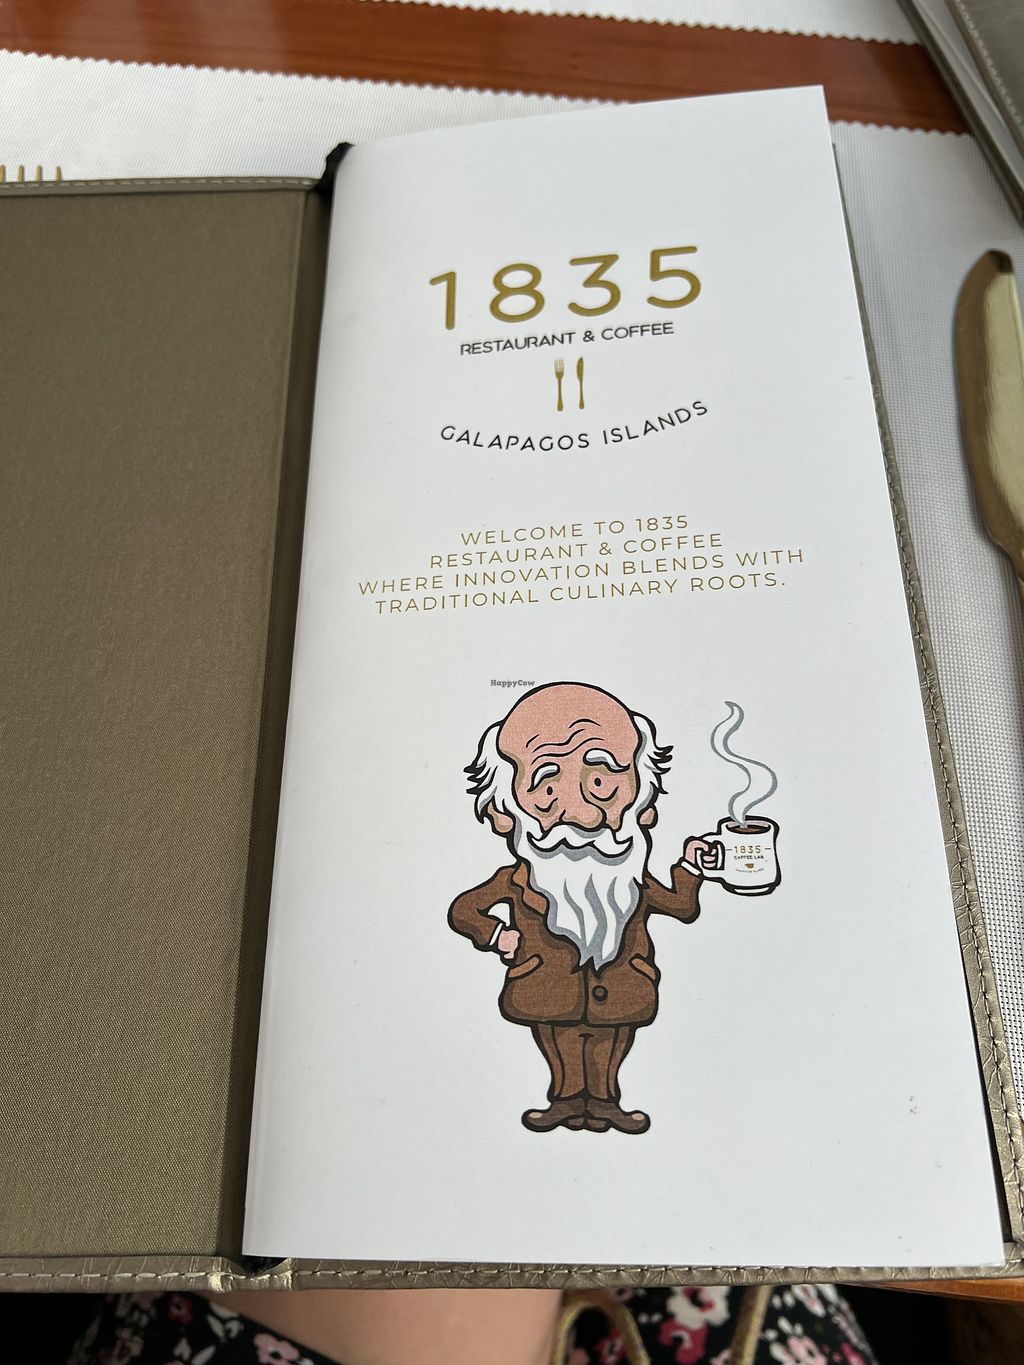 1835
RESTAURANT & COFFEE
GALAPAGOS ISLANDS
WELCOME TO 1835
RESTAURANT & COFFEE
WHERE INNOVATION BLENDS WITH
TRADITIONAL CULINARY ROOTS.
HappyCow
1835
COFFEE LAB